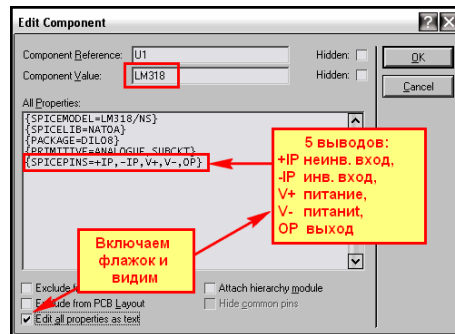 Edit Component
? X
Component Reference: U1 Hidden:
Component Value: LM318 Hidden:
OK
Cancel
All Properties:
{SPICEMODEL=LM318/NS}
{SPICELIB=NATOA}
{PACKAGE=DIL08}
{PRIMITIVE=ANALOGUE,SUBCKT}
{SPICEPINS=+IP,-IP,V+,V-,OP}
5 выводов:
+IP неинв. вход,
-IP инв. вход,
V+ питание,
V- питаниt,
OP выход
Включаем
флажок и
видим
Exclude Attach hierarchy module
Exclude from PCB Layout Hide common pins
Edit all properties as text